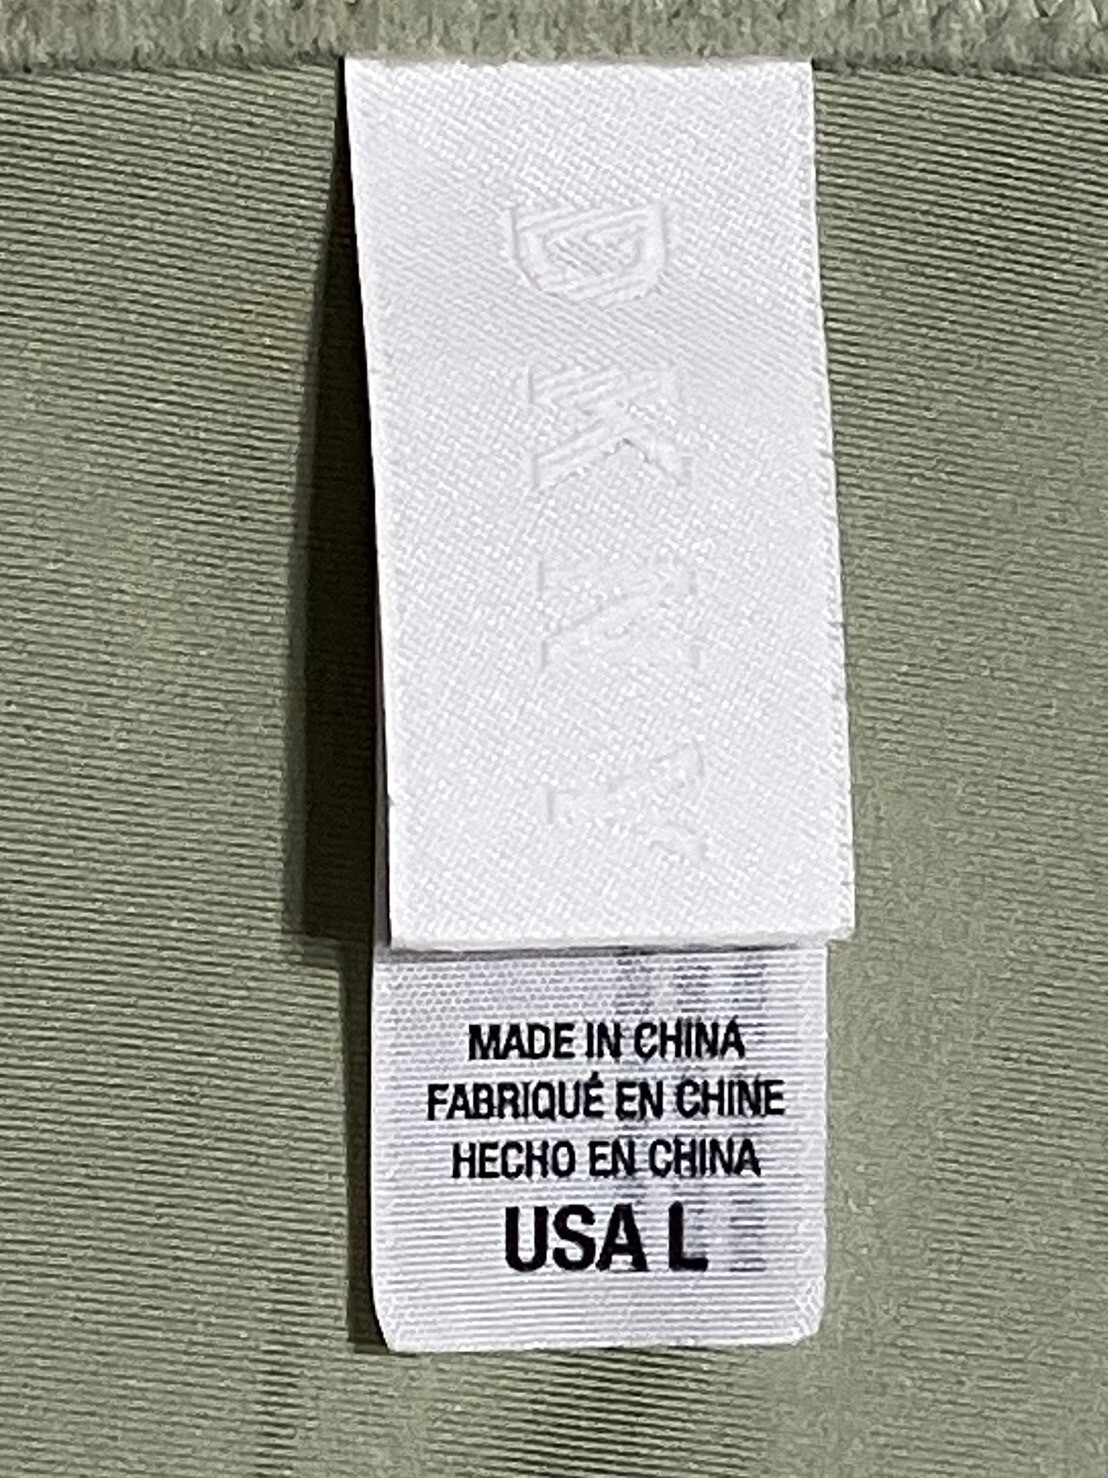 DKNY
MADE IN CHINA
FABRIQUÉ EN CHINE
HECHO EN CHINA
USA L